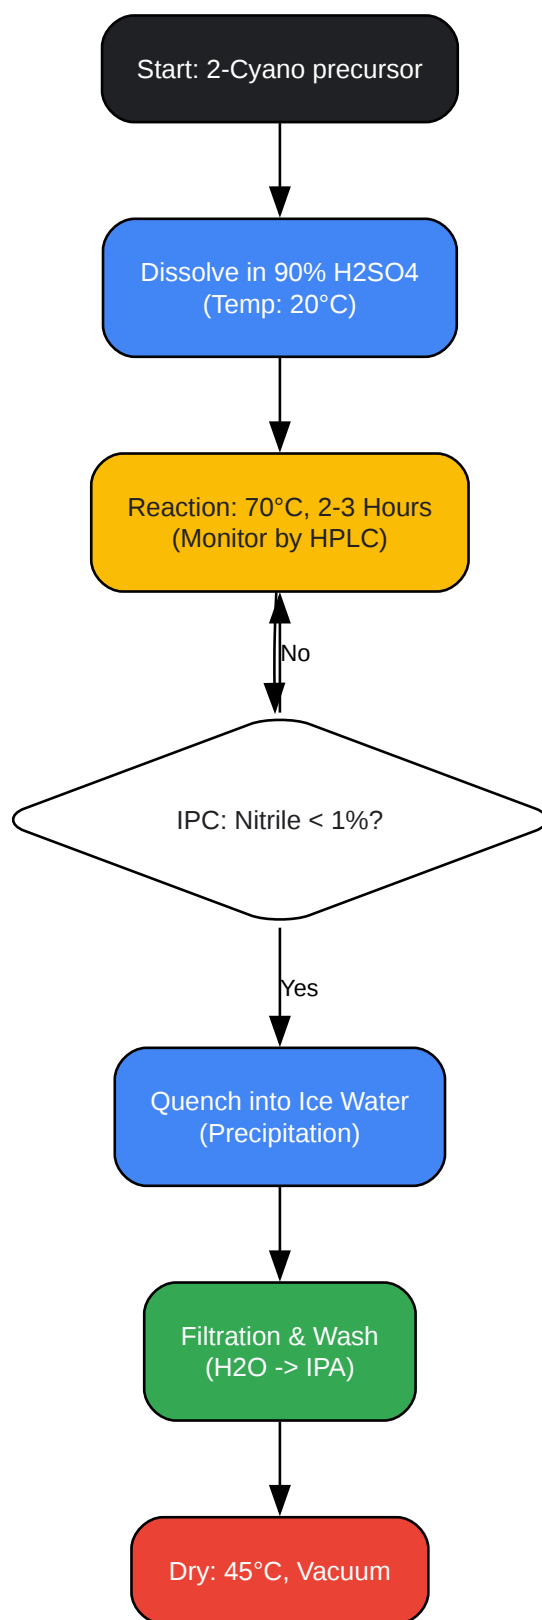 Start: 2-Cyano precursor
Dissolve in 90% H2SO4
(Temp: 20°C)
Reaction: 70°C, 2-3 Hours
(Monitor by HPLC)
No
IPC: Nitrile < 1%?
Yes
Quench into Ice Water
(Precipitation)
Filtration & Wash
(H2O -> IPA)
Dry: 45°C, Vacuum